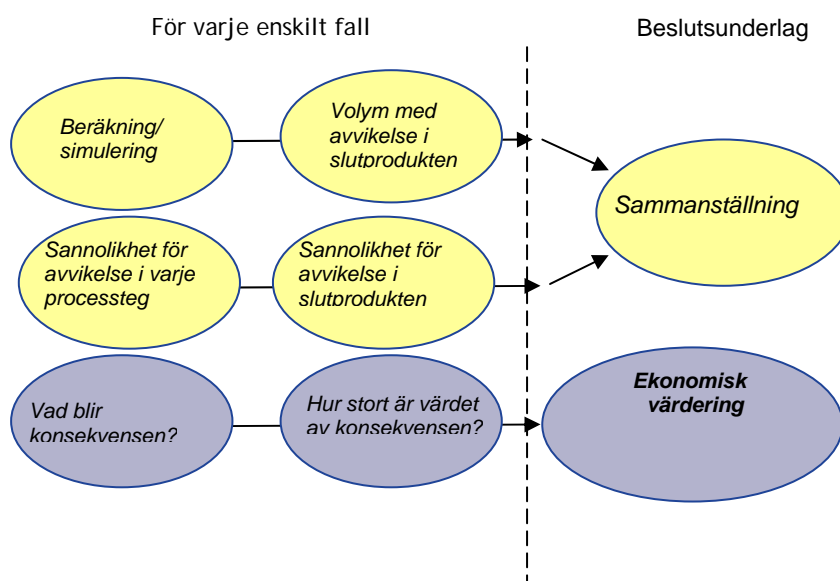 För varje enskilt fall
Beslutsunderlag
Beräkning/
simulering
Volym med
avvikelse i
slutprodukten
Sammanställning
Sannolikhet för
avvikelse i varje
processteg
Sannolikhet för
avvikelse i
slutprodukten
Vad blir
konsekvensen?
Hur stort är värdet
av konsekvensen?
Ekonomisk
värdering